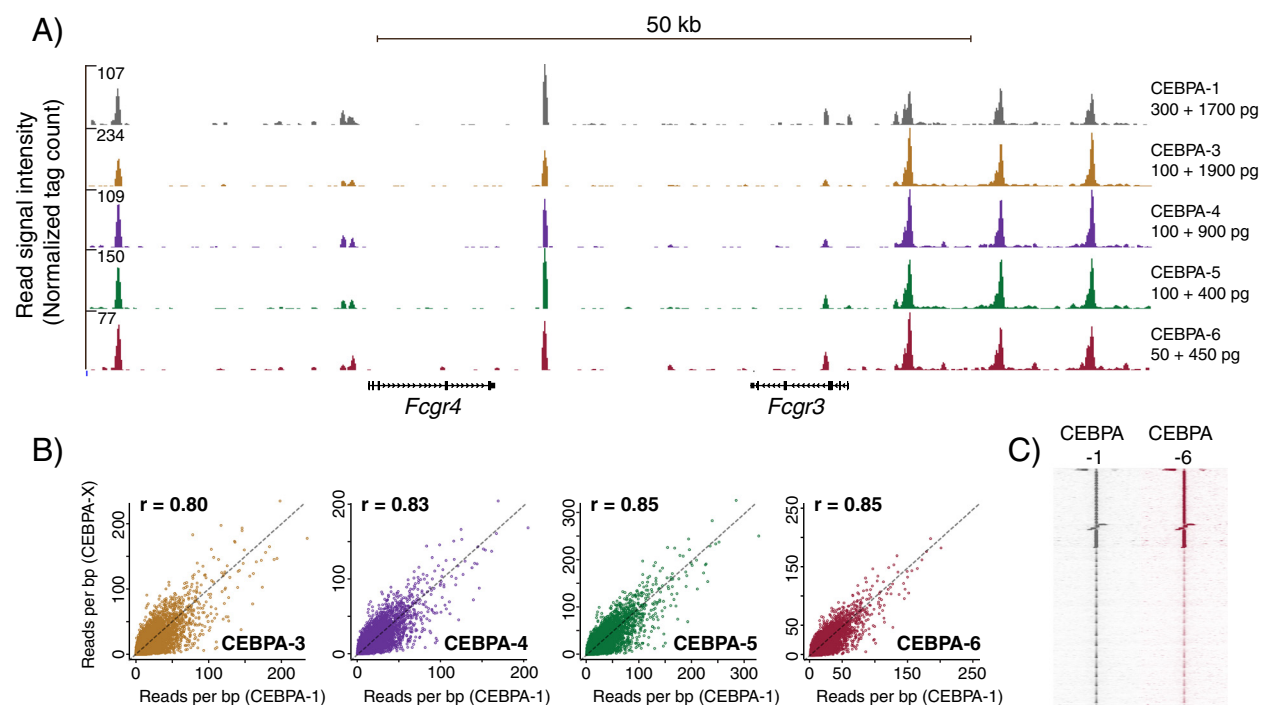 A)
50 kb
Read signal intensity
(Normalized tag count)
107
CEBPA-1
300 + 1700 pg
234
CEBPA-3
100 + 1900 pg
109
CEBPA-4
100 + 900 pg
150
CEBPA-5
100 + 400 pg
77
CEBPA-6
50 + 450 pg
Fcgr4
Fcgr3
B)
Reads per bp (CEBPA-X)
r = 0.80
200
100
0
CEBPA-3
0 100 200
Reads per bp (CEBPA-1)
r = 0.83
200
100
50
0
CEBPA-4
0 50 100 200
Reads per bp (CEBPA-1)
r = 0.85
300
200
100
50
0
CEBPA-5
0 100 200 300
Reads per bp (CEBPA-1)
r = 0.85
250
150
50
0
CEBPA-6
0 50 150 250
Reads per bp (CEBPA-1)
C)
CEBPA
-1
CEBPA
-6